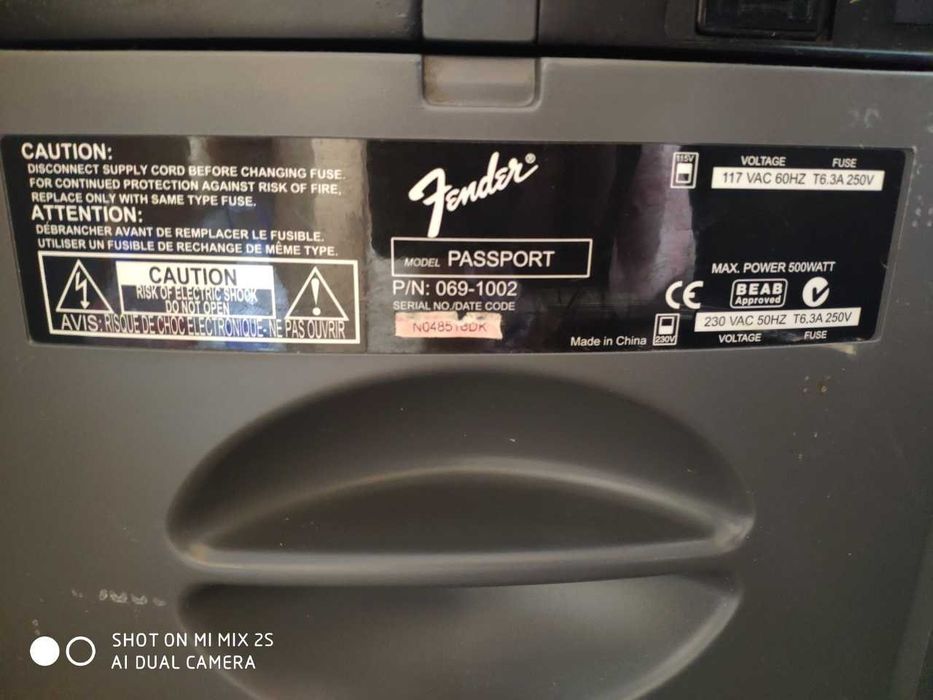 CAUTION:
DISCONNECT SUPPLY CORD BEFORE CHANGING FUSE.
FOR CONTINUED PROTECTION AGAINST RISK OF FIRE,
REPLACE ONLY WITH SAME TYPE FUSE.
ATTENTION:
DÉBRANCHER AVANT DE REMPLACER LE FUSIBLE.
UTILISER UN FUSIBLE DE RECHANGE DE MÊME TYPE.
CAUTION
RISK OF ELECTRIC SHOCK
DO NOT OPEN
AVIS: RISQUE DE CHOC ELECTRONIQUE - NE PAS OUVRIR
Fender®
MODEL PASSPORT
P/N: 069-1002
SERIAL NO./DATE CODE
Made in China
115V
VOLTAGE FUSE
117 VAC 60HZ T6.3A 250V
MAX. POWER 500WATT
CE
BEAB
Approved
230V
230 VAC 50HZ T6.3A 250V
VOLTAGE FUSE
SHOT ON MI MIX 2S
AI DUAL CAMERA